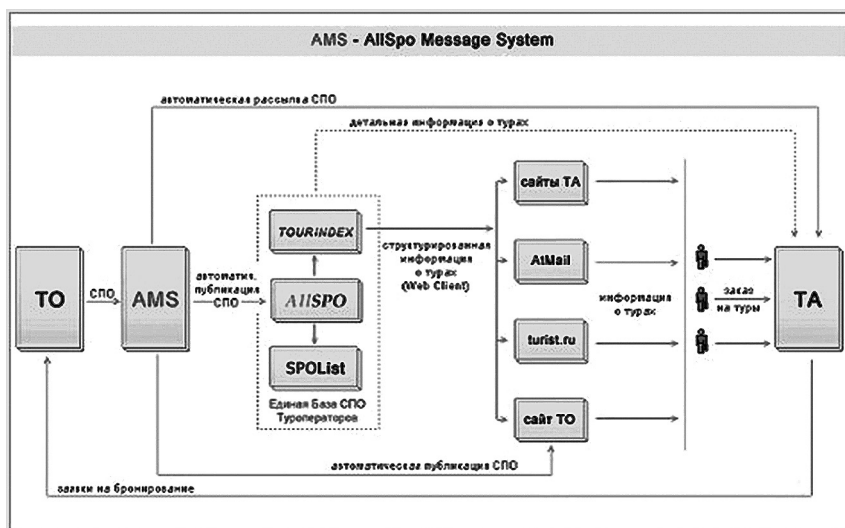 AMS - AllSpo Message System
автоматическая рассылка СПО
детальная информация о турах
TO
СПО
AMS
автоматич.
публикация
СПО
TOURINDEX
AllSPO
SPOList
Единая База СПО
Туроператоров
структурированная
информация
о турах
(Web Client)
сайты ТА
AtMail
turist.ru
сайт ТО
информация
о турах
заказ
на туры
TA
автоматическая публикация СПО
заявки на бронирование